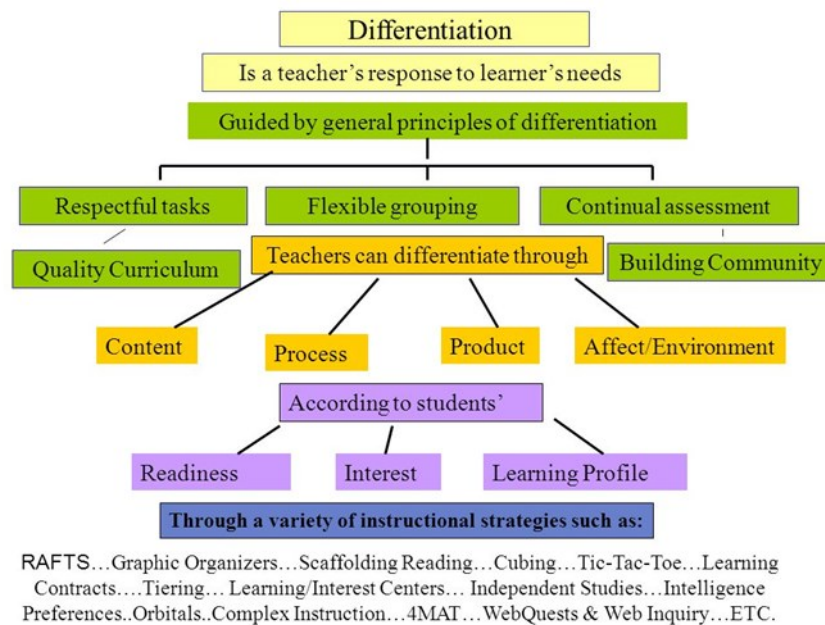 Differentiation
Is a teacher's response to learner's needs
Guided by general principles of differentiation
Respectful tasks
Flexible grouping
Continual assessment
Quality Curriculum
Teachers can differentiate through
Building Community
Content
Process
Product
Affect/Environment
According to students'
Readiness
Interest
Learning Profile
Through a variety of instructional strategies such as:
RAFTS…Graphic Organizers…Scaffolding Reading…Cubing…Tic-Tac-Toe…Learning
Contracts….Tiering… Learning/Interest Centers… Independent Studies…Intelligence
Preferences..Orbitals..Complex Instruction…4MAT…WebQuests & Web Inquiry…ETC.